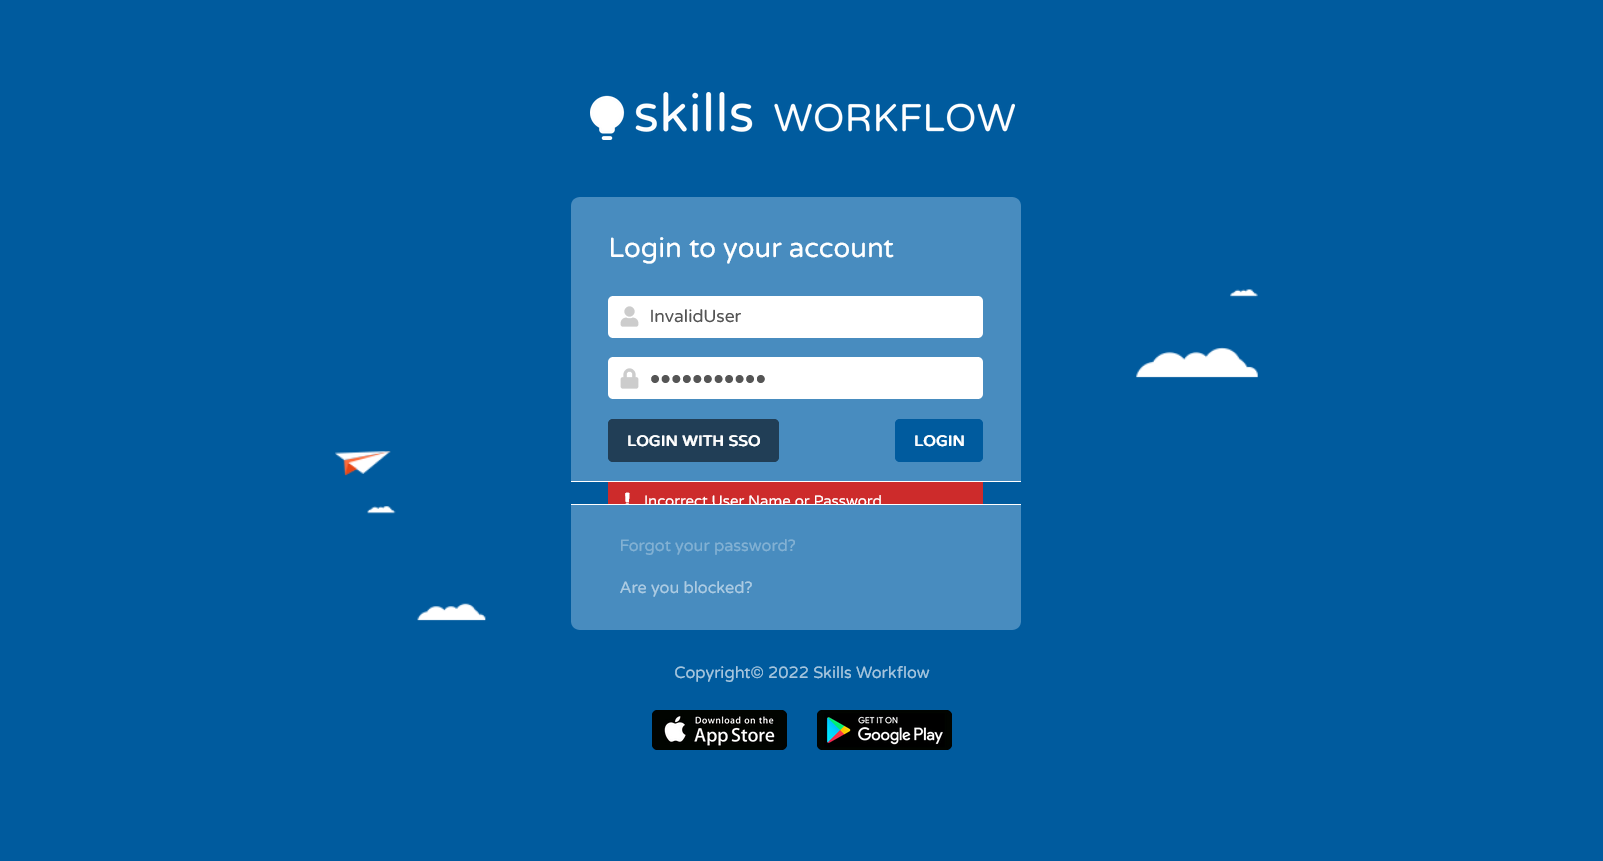 skills WORKFLOW
Login to your account
InvalidUser
LOGIN WITH SSO
LOGIN
Incorrect User Name or Password
Forgot your password?
Are you blocked?
Copyright© 2022 Skills Workflow
Download on the
App Store
GET IT ON
Google Play